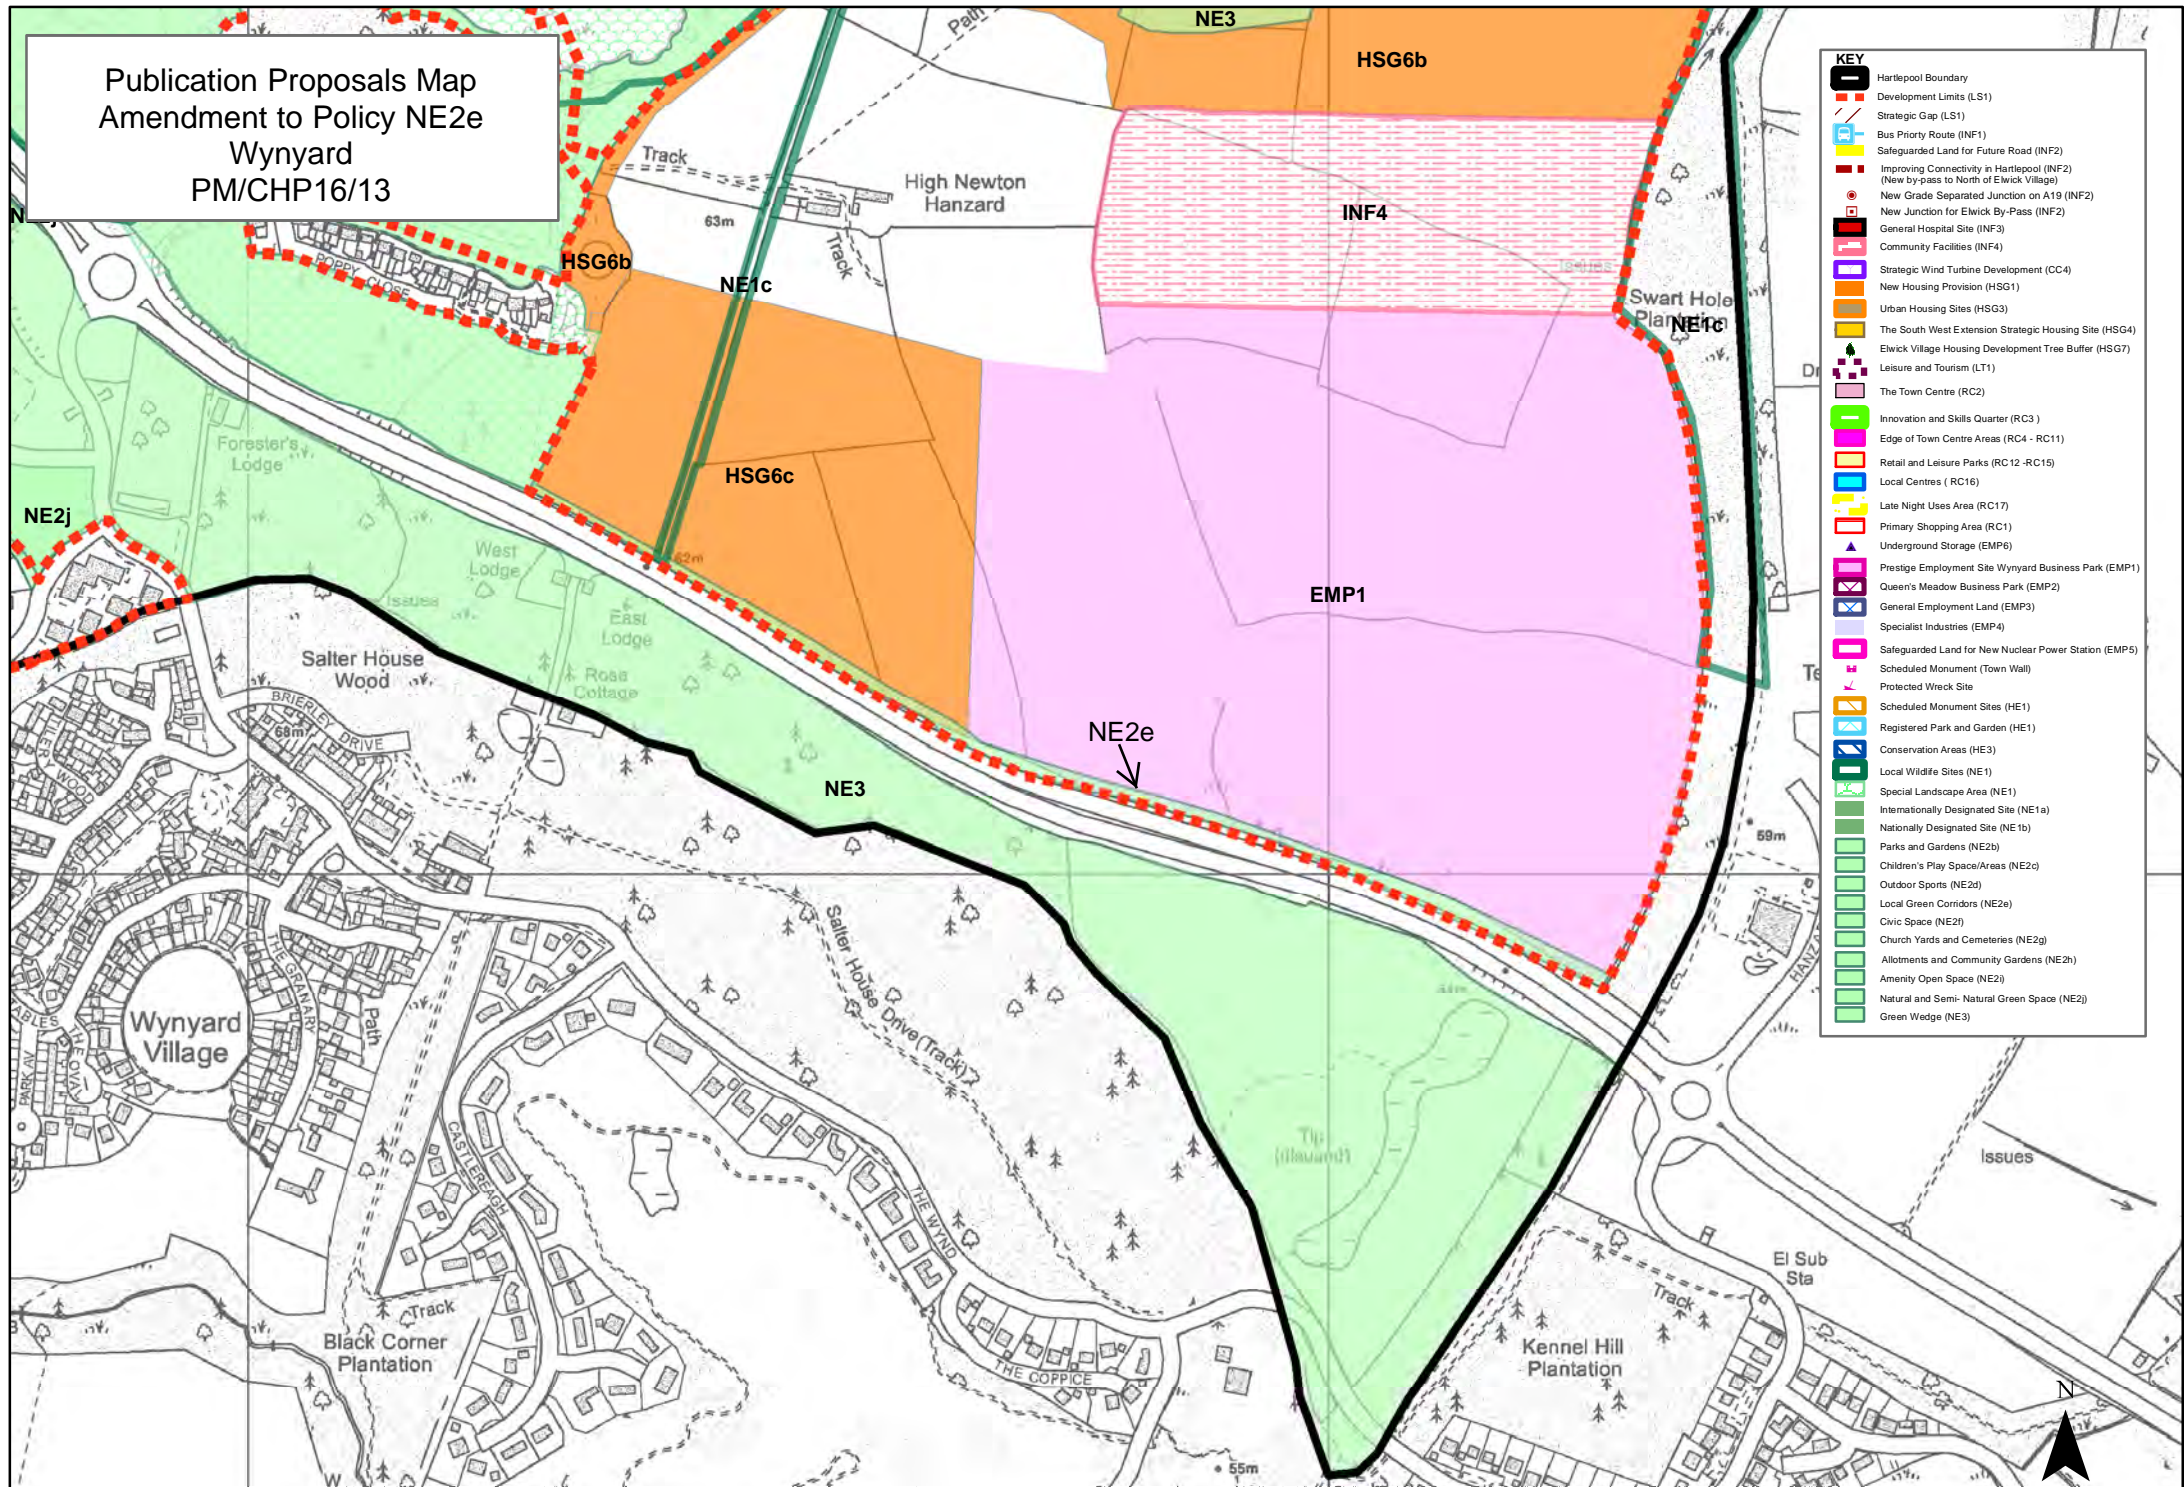 Publication Proposals Map
Amendment to Policy NE2e
Wynyard
PM/CHP16/13
NE3
Path
HSG6b
Track
High Newton
Hanzard
63m
INF4
Track
Issues
HSG6b
NE1c
POPPY CLOSE
Swart Hole
Plantation
NE1c
Forester's
Lodge
HSG6c
NE2j
West
Lodge
62m
Issues
East
Lodge
EMP1
Salter House
Wood
Rose
Cottage
BRIERLEY
DRIVE
68m
NE2e
NE3
59m
Salter House Drive (Track)
THE GRANARY
Path
Wynyard
Village
THE OVAL
PARK AV
CASTLEREAGH
THE WYND
Tip
(disused)
Issues
El Sub
Sta
Track
Track
Black Corner
Plantation
Kennel Hill
Plantation
THE COPPICE
55m
N
KEY
Hartlepool Boundary
Development Limits (LS1)
Strategic Gap (LS1)
Bus Priorty Route (INF1)
Safeguarded Land for Future Road (INF2)
Improving Connectivity in Hartlepool (INF2)
(New by-pass to North of Elwick Village)
New Grade Separated Junction on A19 (INF2)
New Junction for Elwick By-Pass (INF2)
General Hospital Site (INF3)
Community Facilities (INF4)
Strategic Wind Turbine Development (CC4)
New Housing Provision (HSG1)
Urban Housing Sites (HSG3)
The South West Extension Strategic Housing Site (HSG4)
Elwick Village Housing Development Tree Buffer (HSG7)
Leisure and Tourism (LT1)
The Town Centre (RC2)
Innovation and Skills Quarter (RC3 )
Edge of Town Centre Areas (RC4 - RC11)
Retail and Leisure Parks (RC12 -RC15)
Local Centres ( RC16)
Late Night Uses Area (RC17)
Primary Shopping Area (RC1)
Underground Storage (EMP6)
Prestige Employment Site Wynyard Business Park (EMP1)
Queen's Meadow Business Park (EMP2)
General Employment Land (EMP3)
Specialist Industries (EMP4)
Safeguarded Land for New Nuclear Power Station (EMP5)
Scheduled Monument (Town Wall)
Protected Wreck Site
Scheduled Monument Sites (HE1)
Registered Park and Garden (HE1)
Conservation Areas (HE3)
Local Wildlife Sites (NE1)
Special Landscape Area (NE1)
Internationally Designated Site (NE1a)
Nationally Designated Site (NE1b)
Parks and Gardens (NE2b)
Children's Play Space/Areas (NE2c)
Outdoor Sports (NE2d)
Local Green Corridors (NE2e)
Civic Space (NE2f)
Church Yards and Cemeteries (NE2g)
Allotments and Community Gardens (NE2h)
Amenity Open Space (NE2i)
Natural and Semi- Natural Green Space (NE2j)
Green Wedge (NE3)